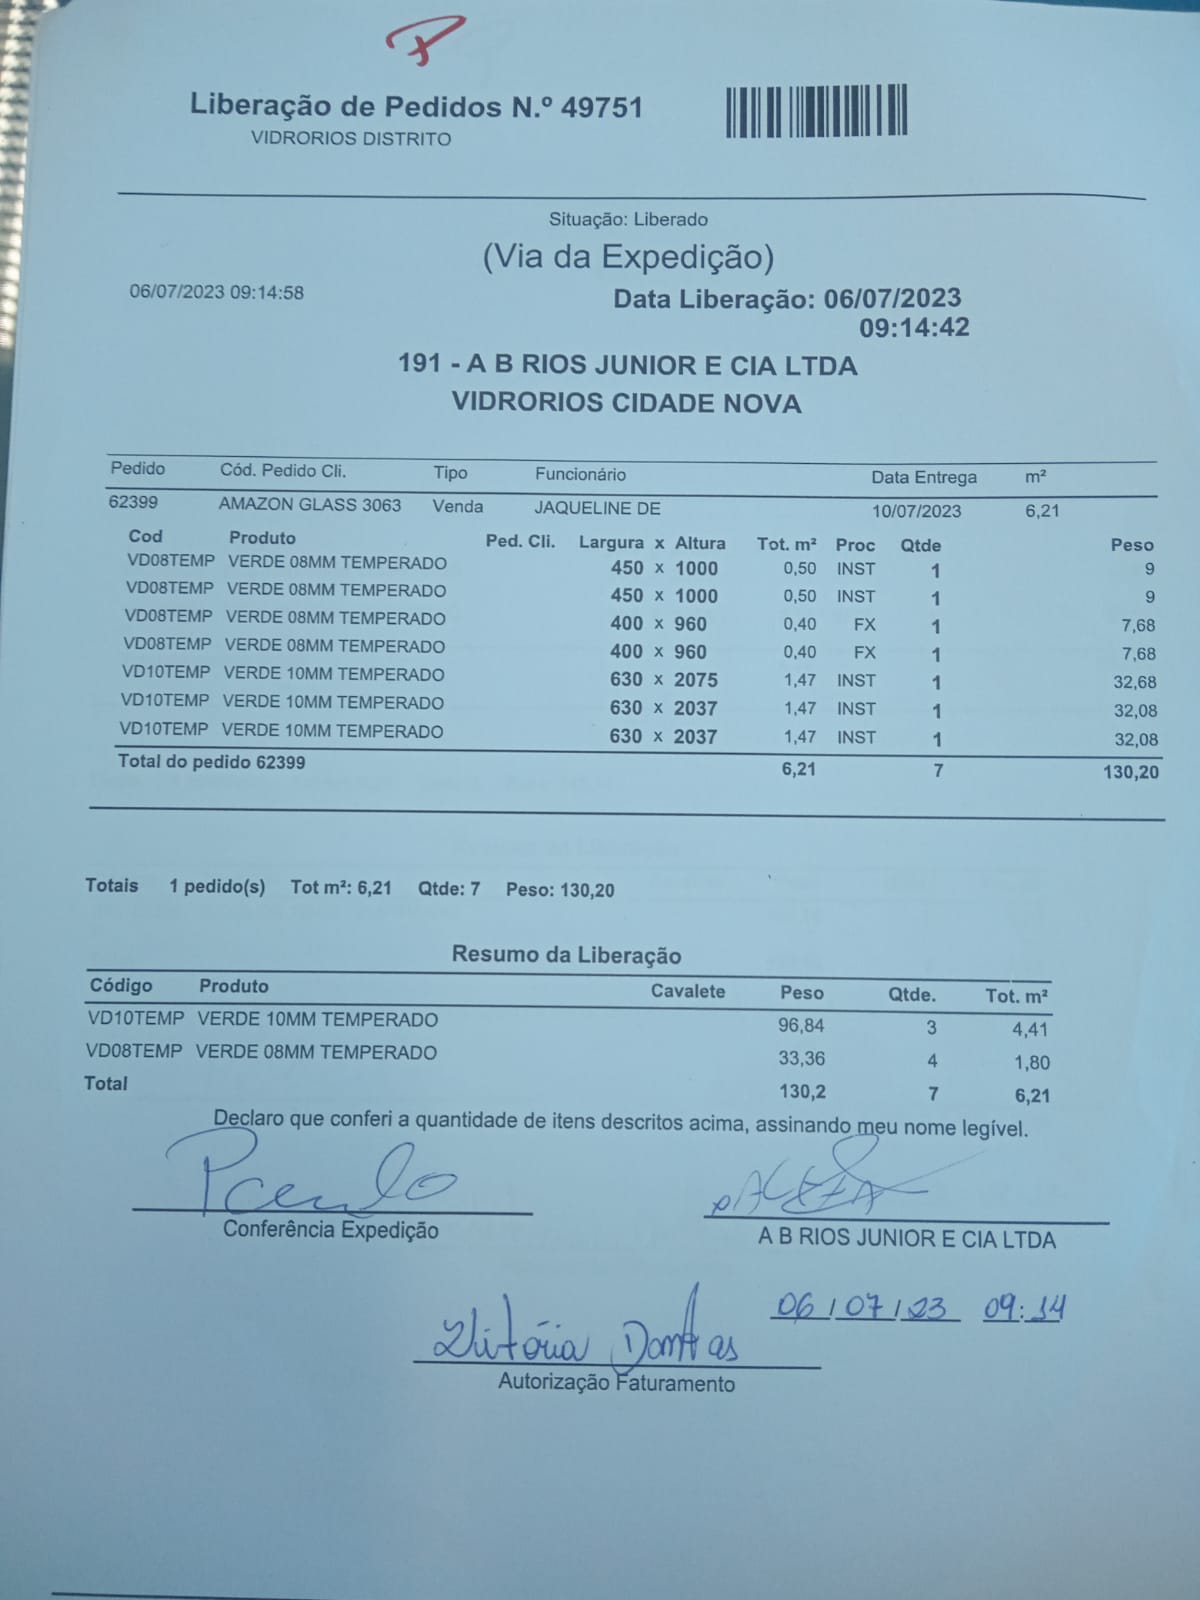 Liberação de Pedidos N.º 49751
VIDRORIOS DISTRITO
Situação: Liberado
(Via da Expedição)
06/07/2023 09:14:58
Data Liberação: 06/07/2023
09:14:42
191 - A B RIOS JUNIOR E CIA LTDA
VIDRORIOS CIDADE NOVA
Pedido Cód. Pedido Cli. Tipo Funcionário Data Entrega m²
62399 AMAZON GLASS 3063 Venda JAQUELINE DE 10/07/2023 6,21
Cod Produto Ped. Cli. Largura x Altura Tot. m² Proc Qtde Peso
VD08TEMP VERDE 08MM TEMPERADO 450 x 1000 0,50 INST 1 9
VD08TEMP VERDE 08MM TEMPERADO 450 x 1000 0,50 INST 1 9
VD08TEMP VERDE 08MM TEMPERADO 400 x 960 0,40 FX 1 7,68
VD08TEMP VERDE 08MM TEMPERADO 400 x 960 0,40 FX 1 7,68
VD10TEMP VERDE 10MM TEMPERADO 630 x 2075 1,47 INST 1 32,68
VD10TEMP VERDE 10MM TEMPERADO 630 x 2037 1,47 INST 1 32,08
VD10TEMP VERDE 10MM TEMPERADO 630 x 2037 1,47 INST 1 32,08
Total do pedido 62399 6,21 7 130,20
Totais 1 pedido(s) Tot m²: 6,21 Qtde: 7 Peso: 130,20
Resumo da Liberação
Código Produto Cavalete Peso Qtde. Tot. m²
VD10TEMP VERDE 10MM TEMPERADO 96,84 3 4,41
VD08TEMP VERDE 08MM TEMPERADO 33,36 4 1,80
Total 130,2 7 6,21
Declaro que conferi a quantidade de itens descritos acima, assinando meu nome legível.
Conferência Expedição
A B RIOS JUNIOR E CIA LTDA
06/07/23 09:14
Vitória Dantas
Autorização Faturamento